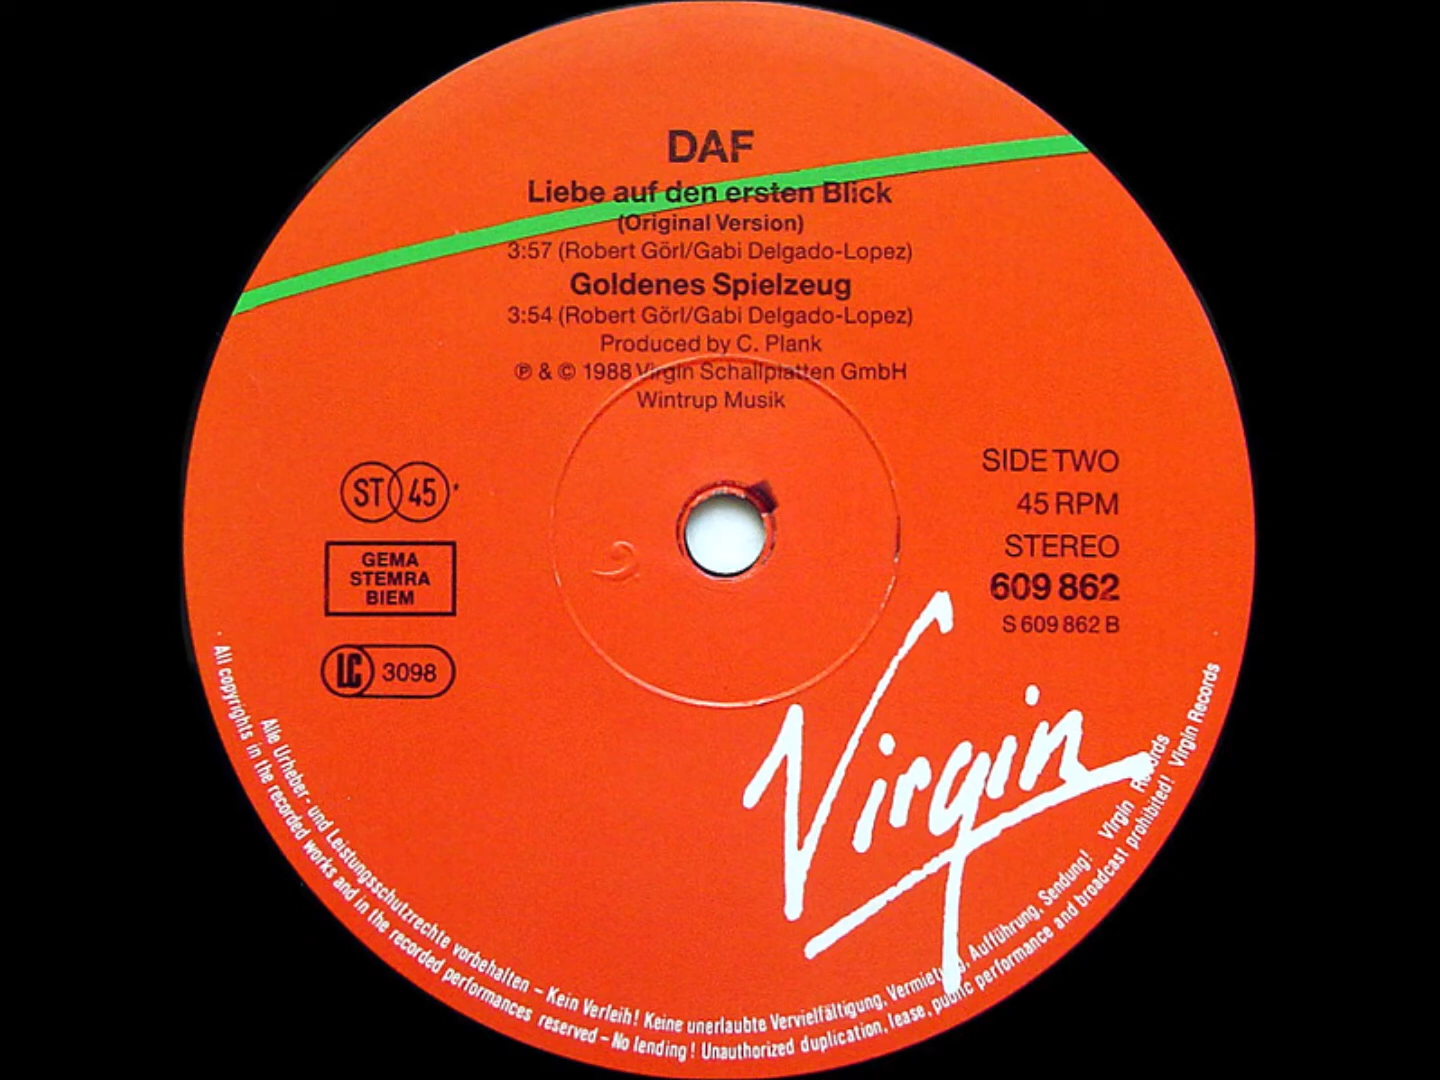 DAF
Liebe auf den ersten Blick
(Original Version)
3:57 (Robert Görl/Gabi Delgado-Lopez)
Goldenes Spielzeug
3:54 (Robert Görl/Gabi Delgado-Lopez)
Produced by C. Plank
℗ & © 1988 Virgin Schallplatten GmbH
Wintrup Musik
ST 45
GEMA
STEMRA
BIEM
LC 3098
SIDE TWO
45 RPM
STEREO
609 862
S 609 862 B
Virgin
Alle Urheber- und Leistungsschutzrechte vorbehalten – Kein Verleih! Keine unerlaubte Vervielfältigung, Vermietung, Aufführung, Sendung! Virgin Records
All copyrights in the recorded works and in the recorded performances reserved – No lending! Unauthorized duplication, lease, public performance and broadcast prohibited! Virgin Records